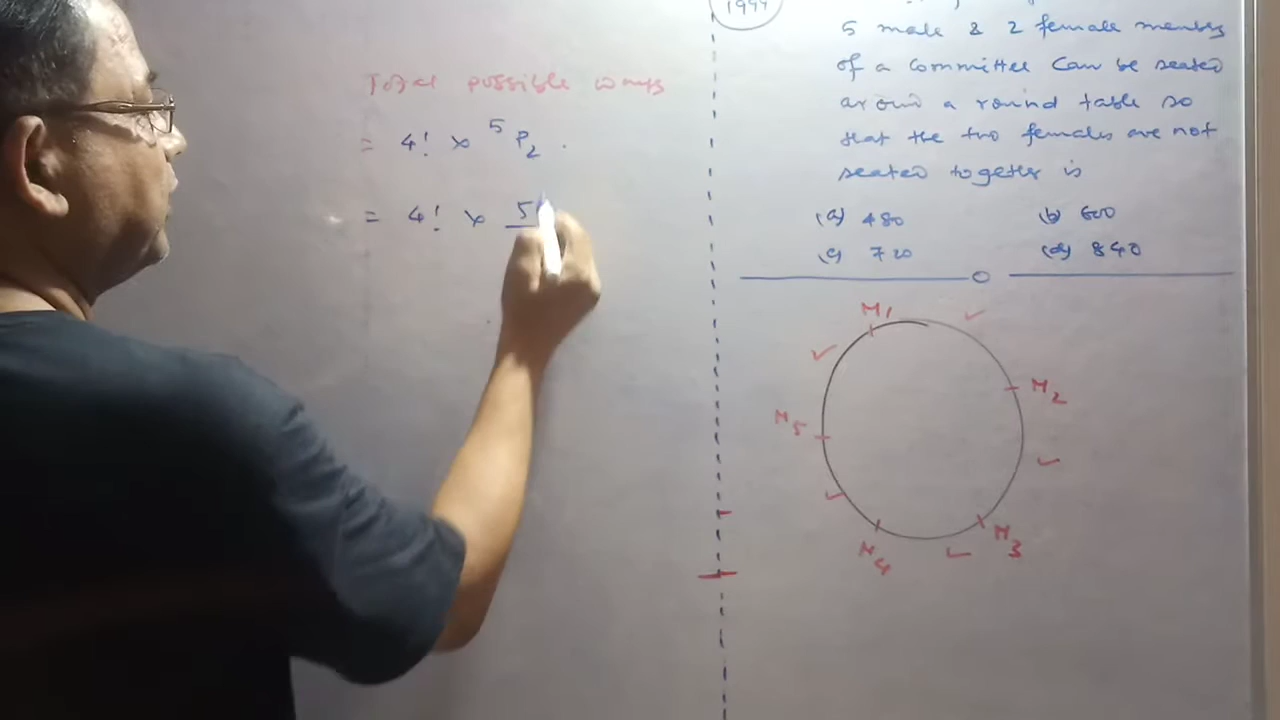 Total possible ways
= 4! × ⁵P₂.
= 4! × 5
1994
5 male & 2 female members
of a committee can be seated
around a round table so
that the two females are not
seated together is
(a) 480 (b) 600
(c) 720 (d) 840
M₁
M₂
M₅
M₃
M₄